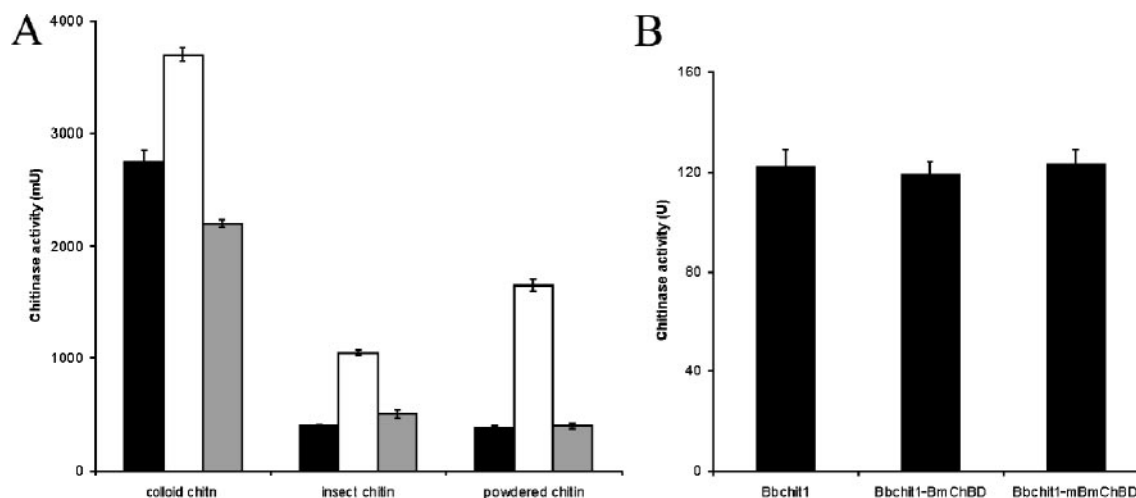 A
4000
3000
2000
1000
0
Chitinase activity (mU)
colloid chitn
insect chitin
powdered chitin
B
160
120
80
40
0
Chitinase activity (U)
Bbchit1
Bbchit1-BmChBD
Bbchit1-mBmChBD